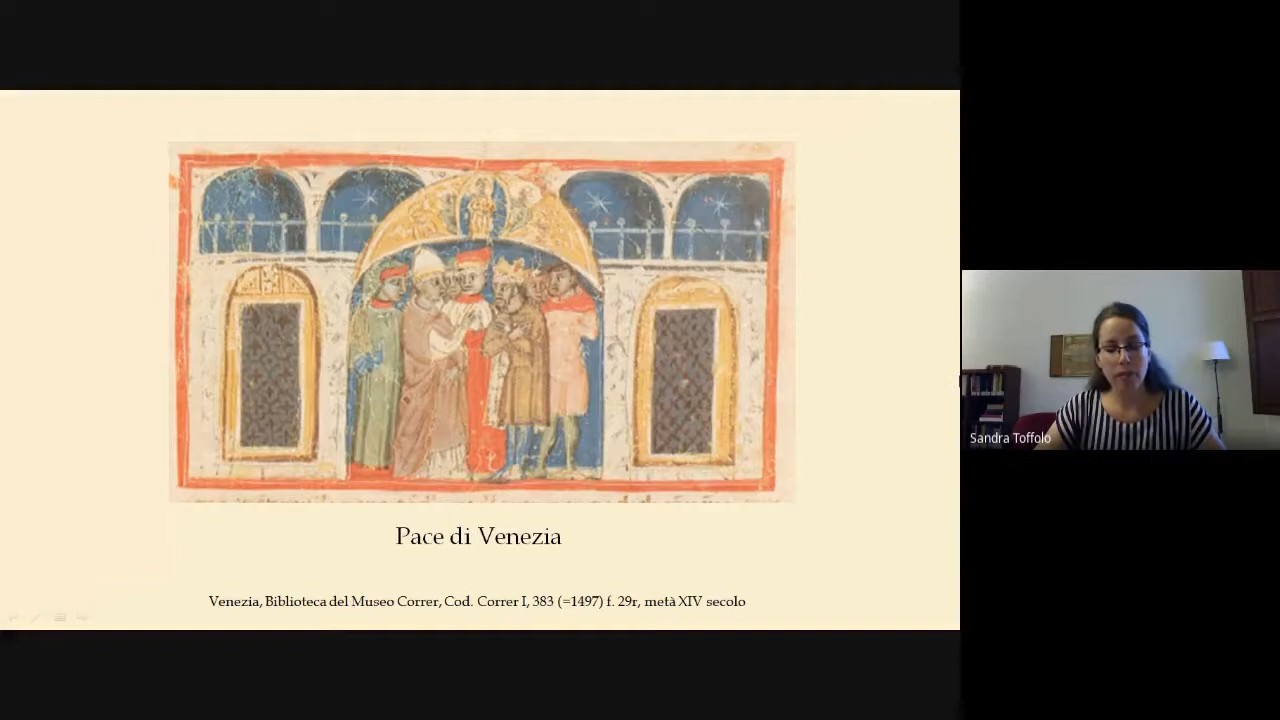 Pace di Venezia
Venezia, Biblioteca del Museo Correr, Cod. Correr I, 383 (=1497) f. 29r, metà XIV secolo
Sandra Toffolo